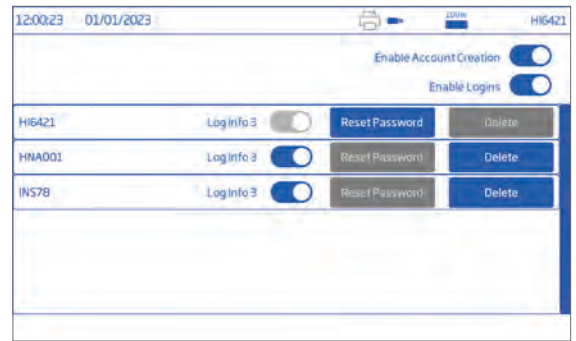 12:00:23 01/01/2023 HI6421
Enable Account Creation
Enable Logins
HI6421 Log Info 3 Reset Password Delete
HNA001 Log Info 3 Reset Password Delete
INS78 Log Info 3 Reset Password Delete